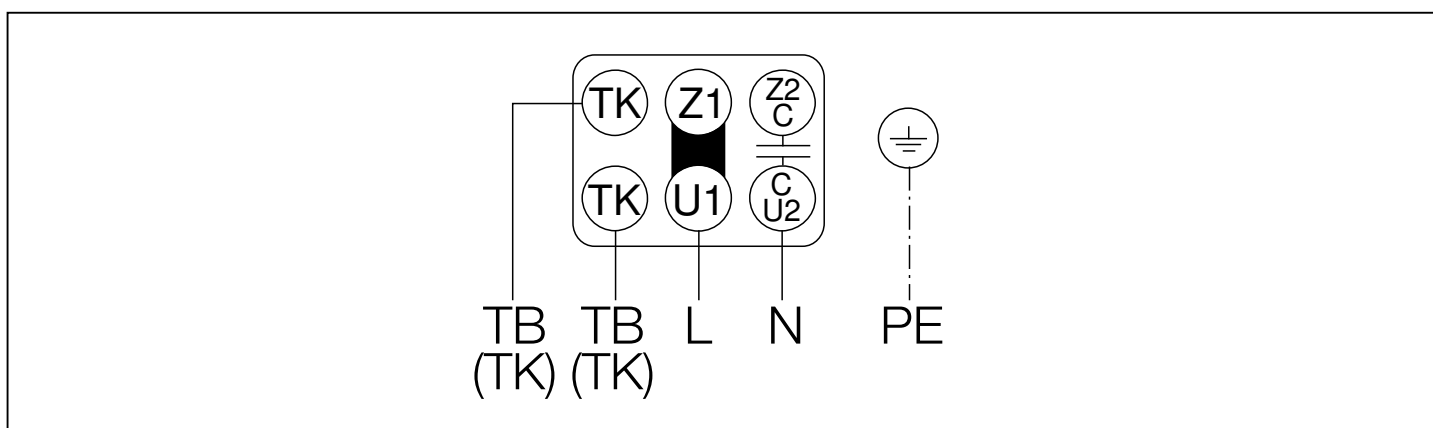 TK Z1 Z2
C
TK U1 C
U2
TB TB L N PE
(TK) (TK)